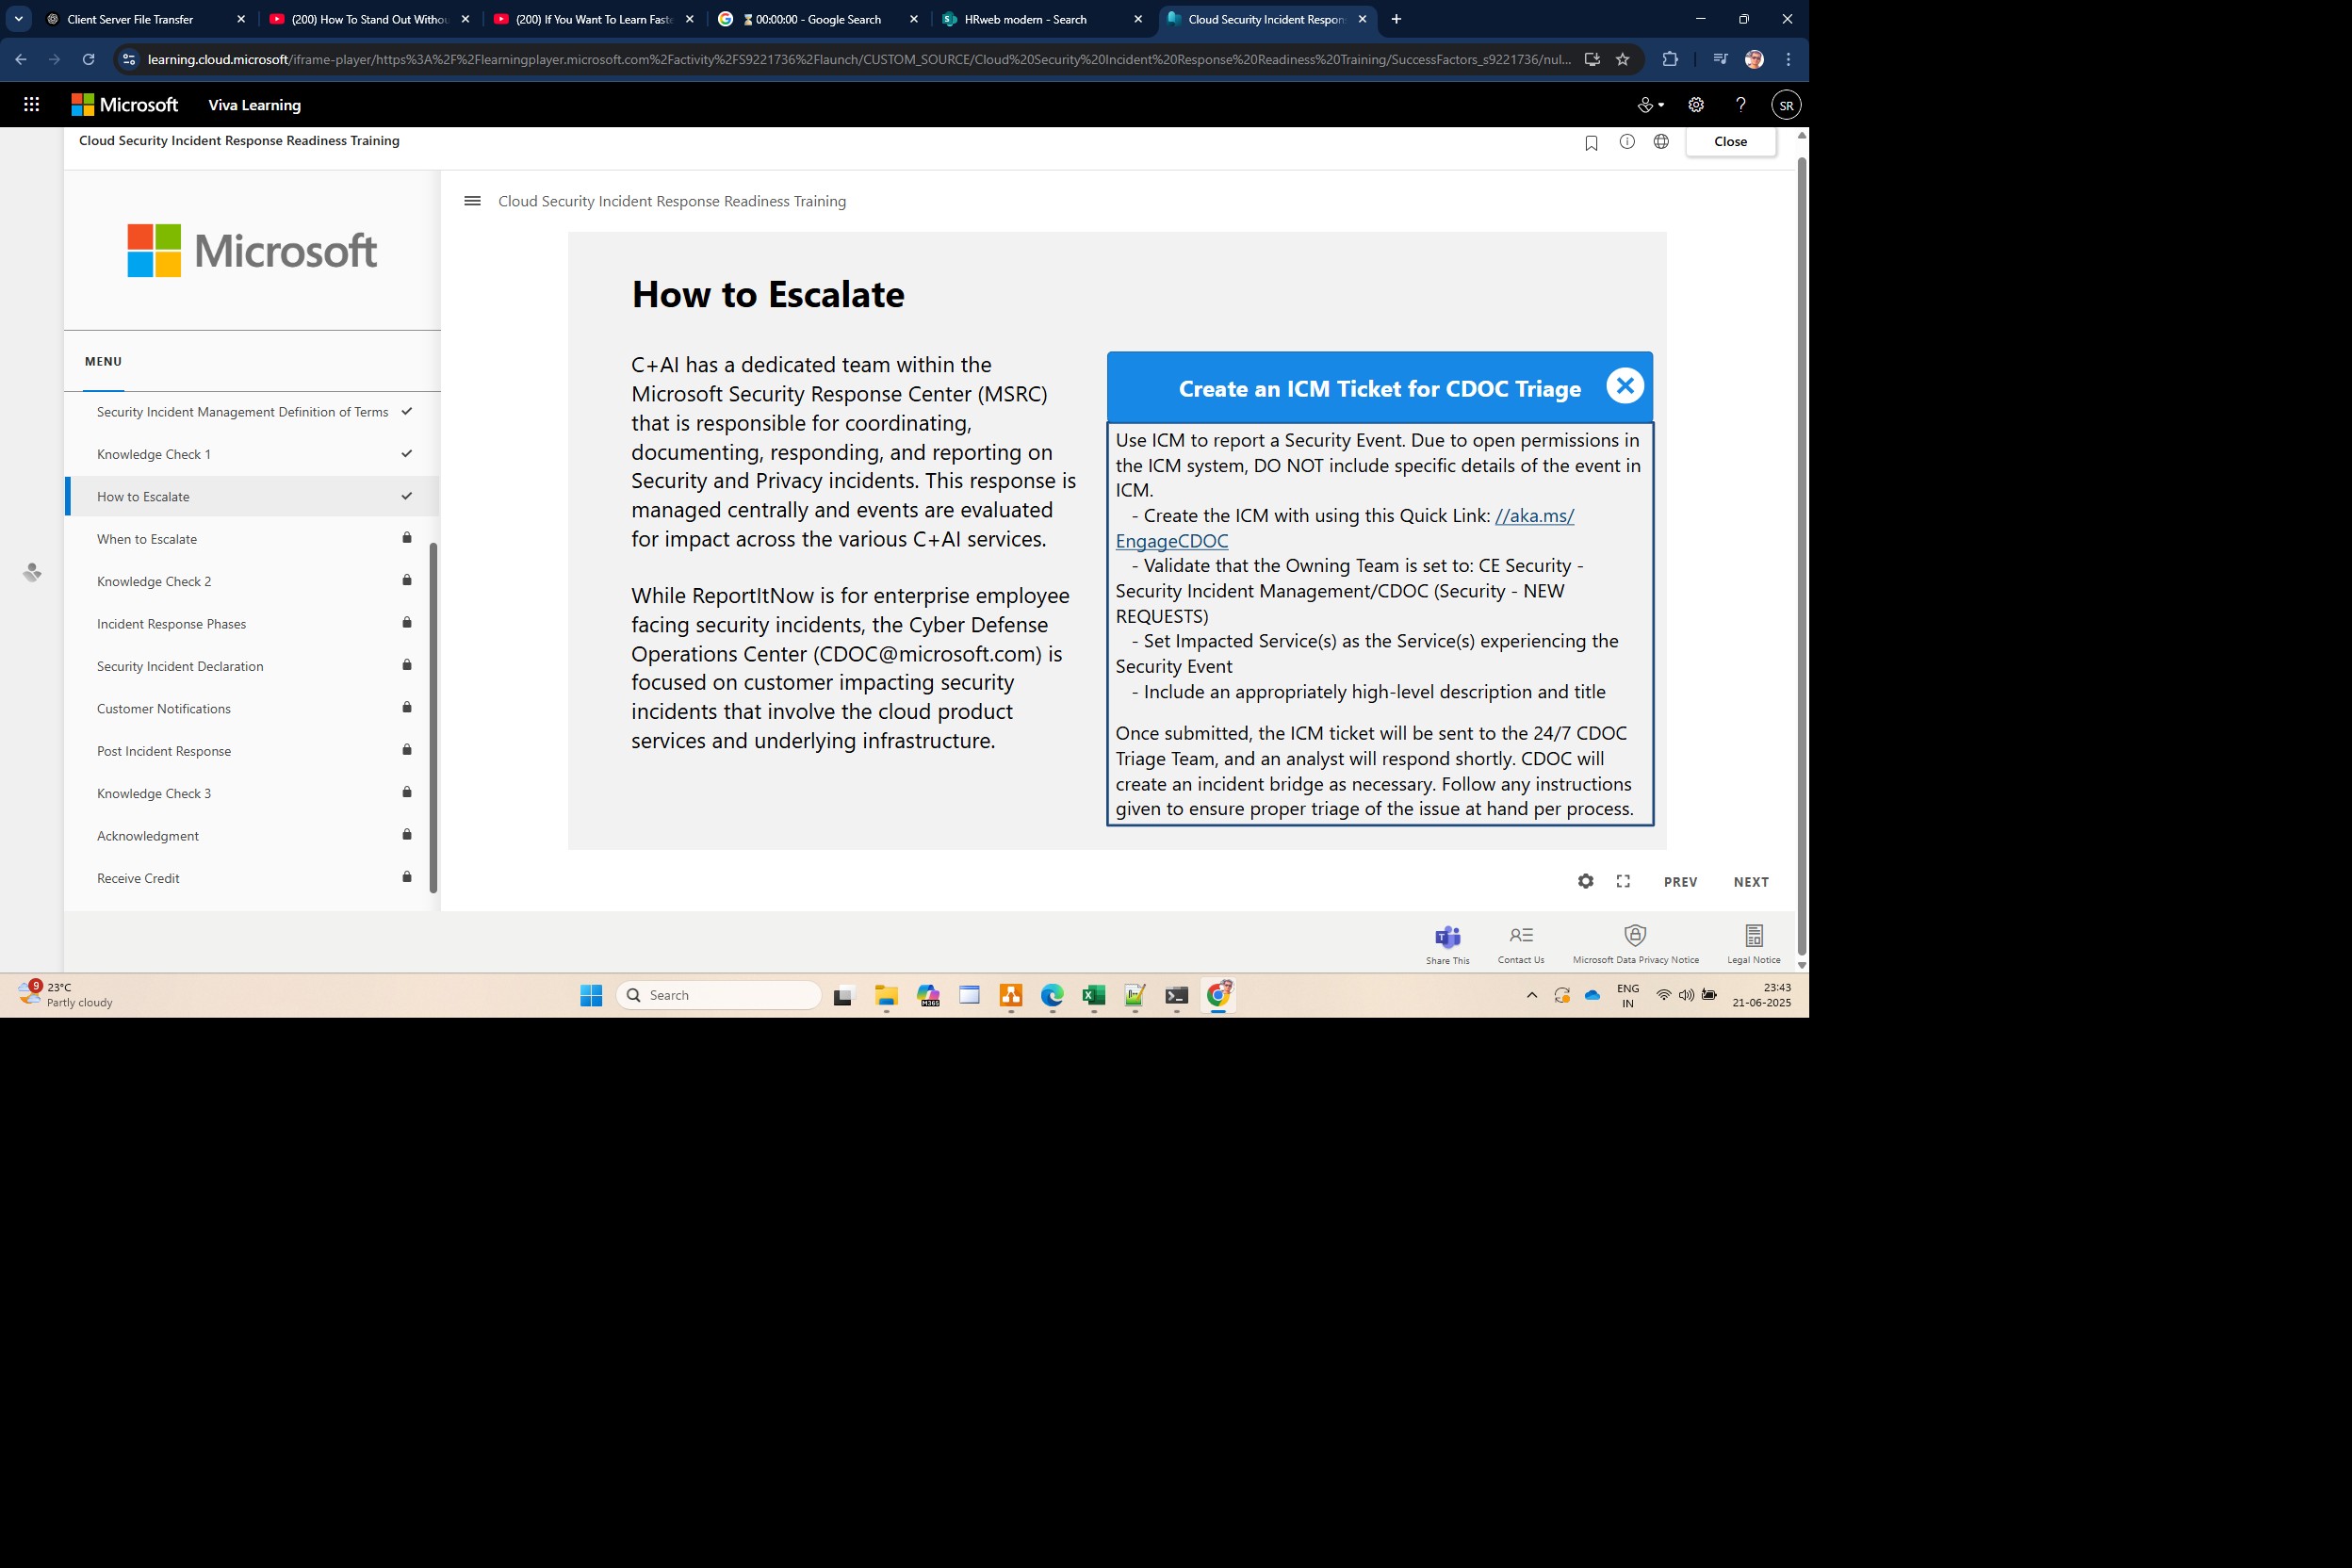 Client Server File Transfer
(200) How To Stand Out Withou
(200) If You Want To Learn Faste
00:00:00 - Google Search
HRweb modern - Search
Cloud Security Incident Respon
learning.cloud.microsoft/iframe-player/https%3A%2F%2Flearningplayer.microsoft.com%2Factivity%2FS9221736%2Flaunch/CUSTOM_SOURCE/Cloud%20Security%20Incident%20Response%20Readiness%20Training/SuccessFactors_s9221736/nul...
Microsoft
Viva Learning
SR
Cloud Security Incident Response Readiness Training
Close
Microsoft
Cloud Security Incident Response Readiness Training
MENU
Security Incident Management Definition of Terms
Knowledge Check 1
How to Escalate
When to Escalate
Knowledge Check 2
Incident Response Phases
Security Incident Declaration
Customer Notifications
Post Incident Response
Knowledge Check 3
Acknowledgment
Receive Credit
How to Escalate
C+AI has a dedicated team within the
Microsoft Security Response Center (MSRC)
that is responsible for coordinating,
documenting, responding, and reporting on
Security and Privacy incidents. This response is
managed centrally and events are evaluated
for impact across the various C+AI services.
While ReportItNow is for enterprise employee
facing security incidents, the Cyber Defense
Operations Center (CDOC@microsoft.com) is
focused on customer impacting security
incidents that involve the cloud product
services and underlying infrastructure.
Create an ICM Ticket for CDOC Triage
Use ICM to report a Security Event. Due to open permissions in
the ICM system, DO NOT include specific details of the event in
ICM.
- Create the ICM with using this Quick Link: //aka.ms/
EngageCDOC
- Validate that the Owning Team is set to: CE Security -
Security Incident Management/CDOC (Security - NEW
REQUESTS)
- Set Impacted Service(s) as the Service(s) experiencing the
Security Event
- Include an appropriately high-level description and title
Once submitted, the ICM ticket will be sent to the 24/7 CDOC
Triage Team, and an analyst will respond shortly. CDOC will
create an incident bridge as necessary. Follow any instructions
given to ensure proper triage of the issue at hand per process.
PREV
NEXT
Share This
Contact Us
Microsoft Data Privacy Notice
Legal Notice
9
23°C
Partly cloudy
Search
M365
ENG
IN
23:43
21-06-2025